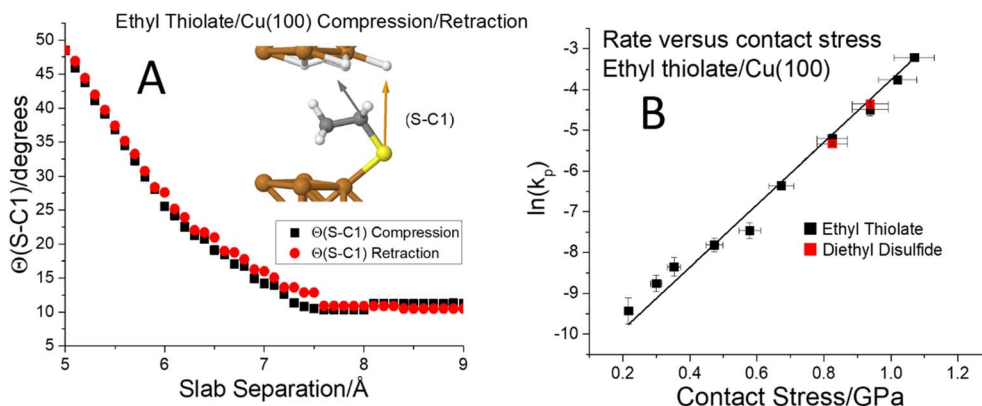 Ethyl Thiolate/Cu(100) Compression/Retraction
A
(S-C1)
Θ(S-C1)/degrees
50
45
40
35
30
25
20
15
10
5
Θ(S-C1) Compression
Θ(S-C1) Retraction
5 6 7 8 9
Slab Separation/Å
Rate versus contact stress
Ethyl thiolate/Cu(100)
B
ln(kp)
-3
-4
-5
-6
-7
-8
-9
-10
Ethyl Thiolate
Diethyl Disulfide
0.2 0.4 0.6 0.8 1.0 1.2
Contact Stress/GPa